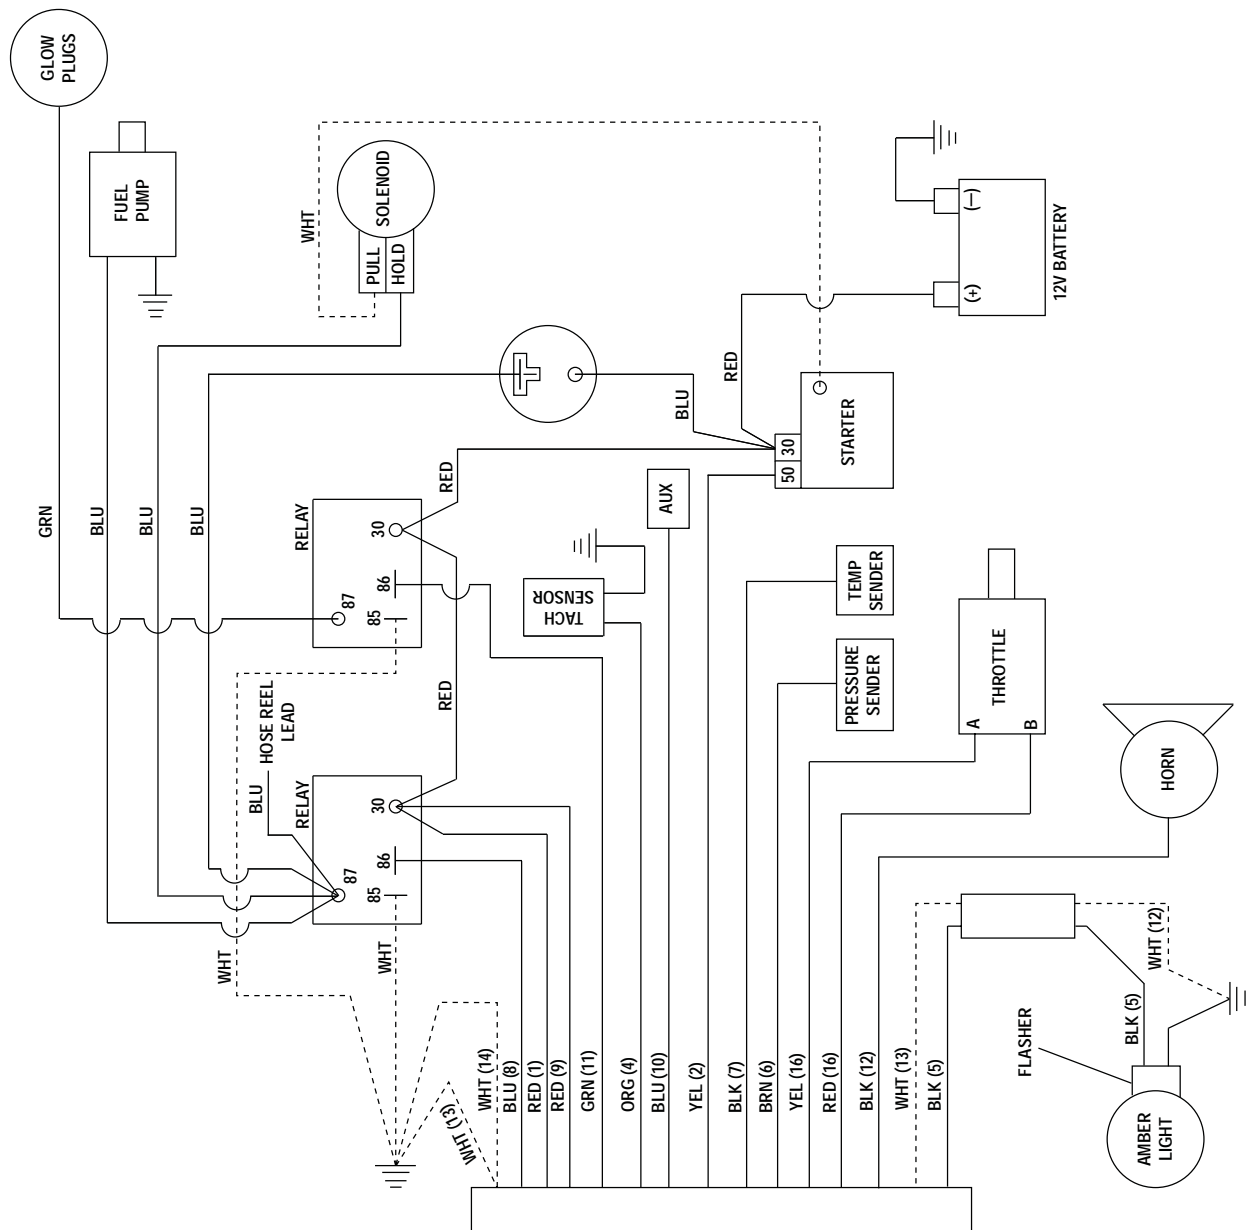 GLOW
PLUGS
FUEL
PUMP
WHT
SOLENOID
PULL
HOLD
(—)
(+)
12V BATTERY
RED
BLU
30
50
STARTER
GRN
BLU
BLU
BLU
RED
RELAY
30
86
87
85
AUX
TACH
SENSOR
TEMP
SENDER
PRESSURE
SENDER
THROTTLE
A
B
HORN
HOSE REEL
LEAD
BLU
RED
RELAY
30
86
87
85
WHT
WHT
WHT (13)
WHT (14)
BLU (8)
RED (1)
RED (9)
GRN (11)
ORG (4)
BLU (10)
YEL (2)
BLK (7)
BRN (6)
YEL (16)
RED (16)
BLK (12)
WHT (13)
BLK (5)
WHT (12)
BLK (5)
FLASHER
AMBER
LIGHT